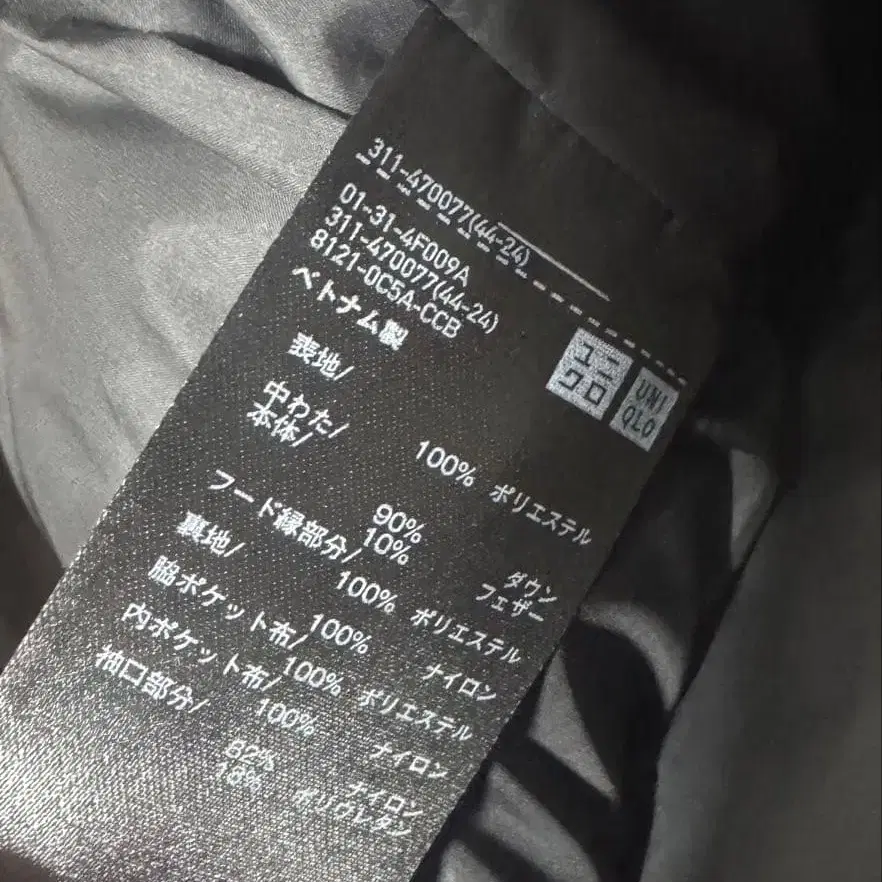 311-470077(44-24)
01-31-4F009A
311-470077(44-24)
8121-0C5A-CCB
ベトナム製
ユニ
クロ
UNI
QLO
表地/
100% ポリエステル
中わた/
本体/
90% ダウン
10% フェザー
フード縁部分/
100% ポリエステル
裏地/
100% ナイロン
脇ポケット布/
100% ポリエステル
内ポケット布/
100% ナイロン
袖口部分/
82% ナイロン
18% ポリウレタン